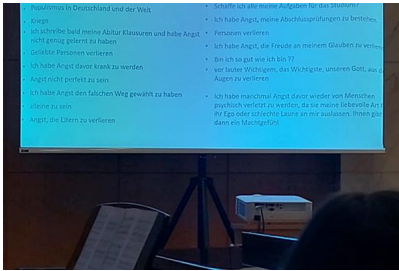 Populismus in Deutschland und der Welt
Kriege
Ich schreibe bald meine Abitur Klausuren und habe Angst
nicht genug gelernt zu haben
Geliebte Personen verlieren
Ich habe Angst davor krank zu werden
Angst nicht perfekt zu sein
Ich habe Angst den falschen Weg gewählt zu haben
alleine zu sein
Angst, die Eltern zu verlieren
Schaffe ich alle meine Aufgaben für das Studium?
Ich habe Angst, meine Abschlussprüfungen zu bestehen
Personen verlieren
Ich habe Angst, die Freude an meinem Glauben zu
Bin ich so gut wie ich bin ??
vor lauter Wichtigem, das Wichtigste, unseren Gott, aus
Augen zu verlieren
Ich habe manchmal Angst davor wieder von Menschen
psychisch verletzt zu werden, da sie meine liebevolle Art
ihr Ego oder schlechte Laune an mir auslassen. Ihnen
dann ein Machtgefühl